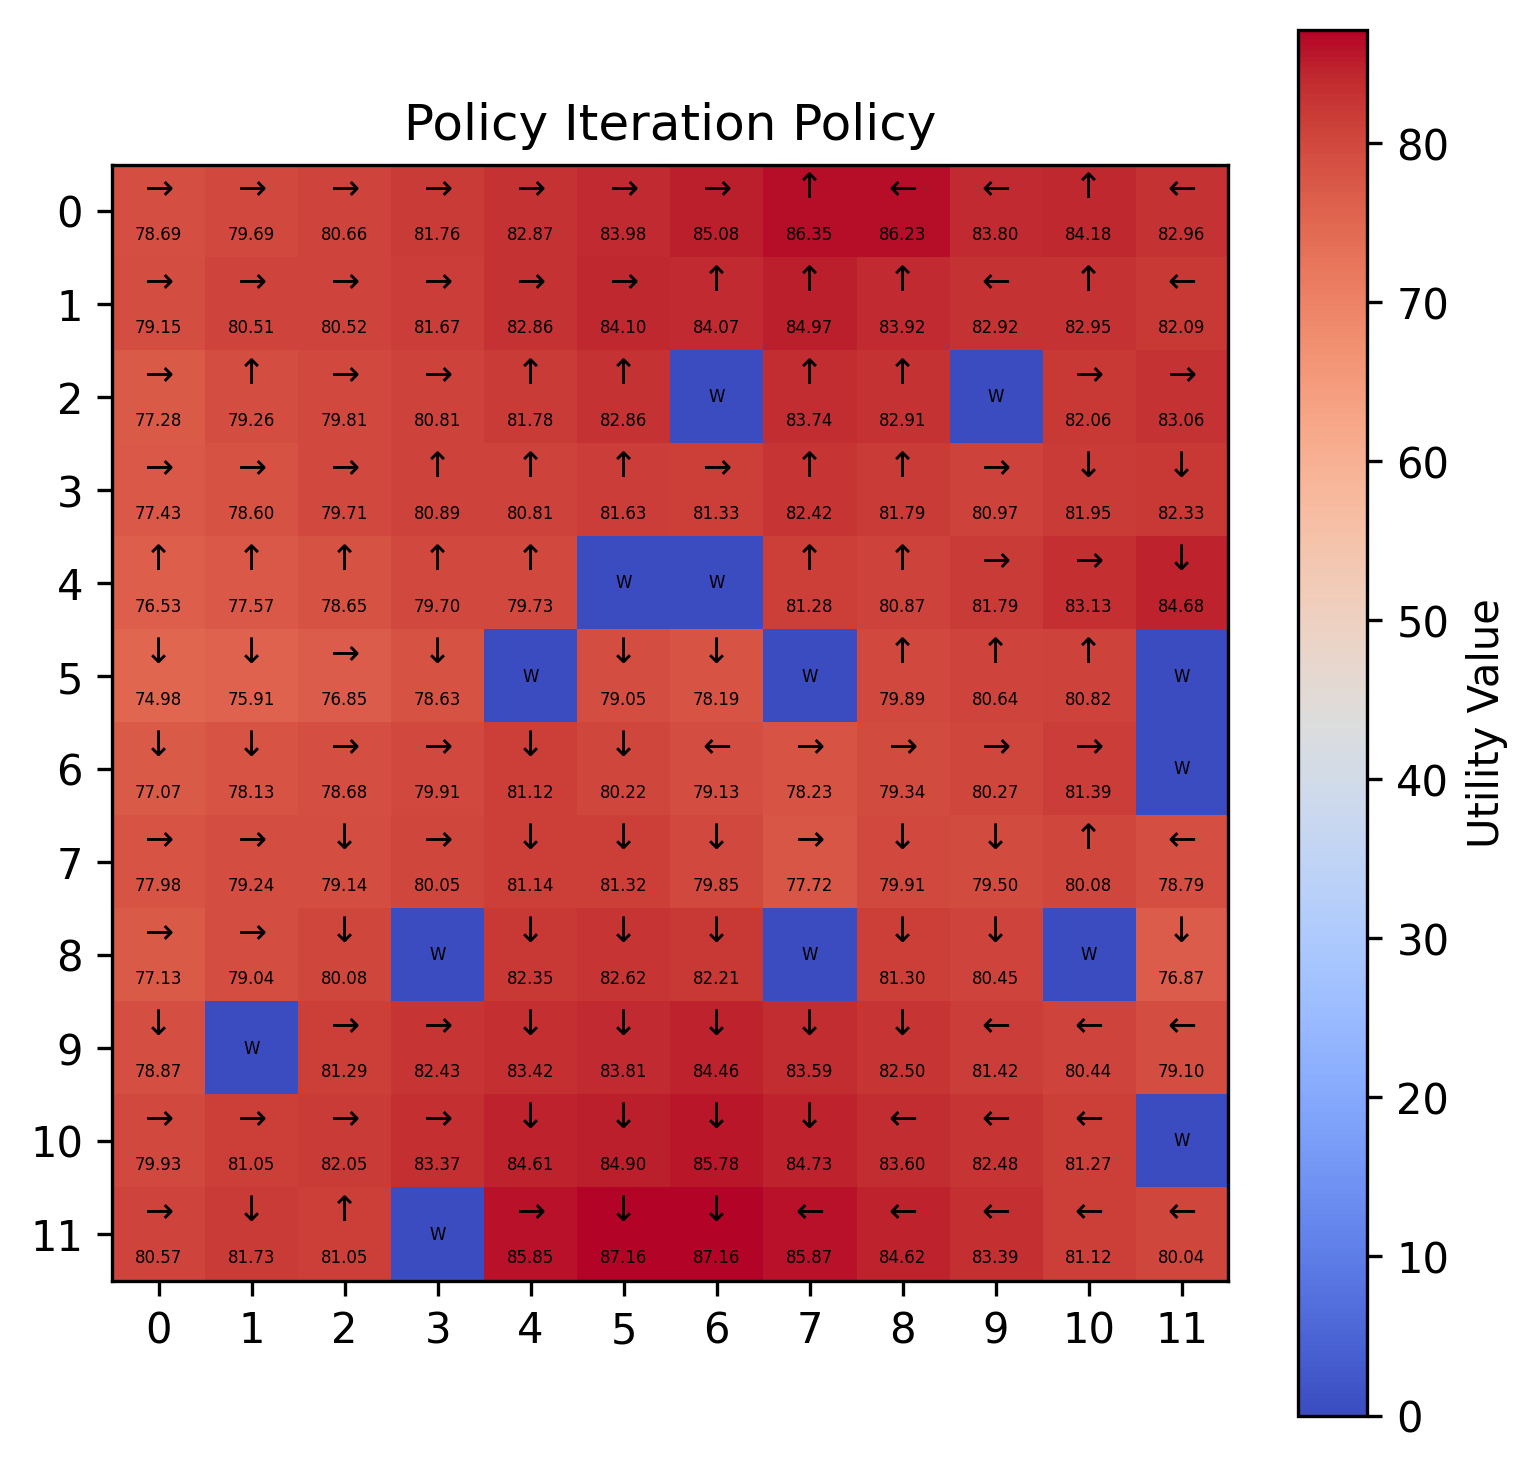 Policy Iteration Policy
0 → → → → → → → ↑ ← ← ↑ ←
78.69 79.69 80.66 81.76 82.87 83.98 85.08 86.35 86.23 83.80 84.18 82.96
1 → → → → → → ↑ ↑ ↑ ← ↑ ←
79.15 80.51 80.52 81.67 82.86 84.10 84.07 84.97 83.92 82.92 82.95 82.09
2 → ↑ → → ↑ ↑ W ↑ ↑ W → →
77.28 79.26 79.81 80.81 81.78 82.86 83.74 82.91 82.06 83.06
3 → → → ↑ ↑ ↑ → ↑ ↑ → ↓ ↓
77.43 78.60 79.71 80.89 80.81 81.63 81.33 82.42 81.79 80.97 81.95 82.33
4 ↑ ↑ ↑ ↑ ↑ W W ↑ ↑ → → ↓
76.53 77.57 78.65 79.70 79.73 81.28 80.87 81.79 83.13 84.68
5 ↓ ↓ → ↓ W ↓ ↓ W ↑ ↑ ↑ W
74.98 75.91 76.85 78.63 79.05 78.19 79.89 80.64 80.82
6 ↓ ↓ → → ↓ ↓ ← → → → → W
77.07 78.13 78.68 79.91 81.12 80.22 79.13 78.23 79.34 80.27 81.39
7 → → ↓ → ↓ ↓ ↓ → ↓ ↓ ↑ ←
77.98 79.24 79.14 80.05 81.14 81.32 79.85 77.72 79.91 79.50 80.08 78.79
8 → → ↓ W ↓ ↓ ↓ W ↓ ↓ W ↓
77.13 79.04 80.08 82.35 82.62 82.21 81.30 80.45 76.87
9 ↓ W → → ↓ ↓ ↓ ↓ ↓ ← ← ←
78.87 81.29 82.43 83.42 83.81 84.46 83.59 82.50 81.42 80.44 79.10
10 → → → → ↓ ↓ ↓ ↓ ← ← ← W
79.93 81.05 82.05 83.37 84.61 84.90 85.78 84.73 83.60 82.48 81.27
11 → ↓ ↑ W → ↓ ↓ ← ← ← ← ←
80.57 81.73 81.05 85.85 87.16 87.16 85.87 84.62 83.39 81.12 80.04
0 1 2 3 4 5 6 7 8 9 10 11
80
70
60
50
40
30
20
10
0
Utility Value